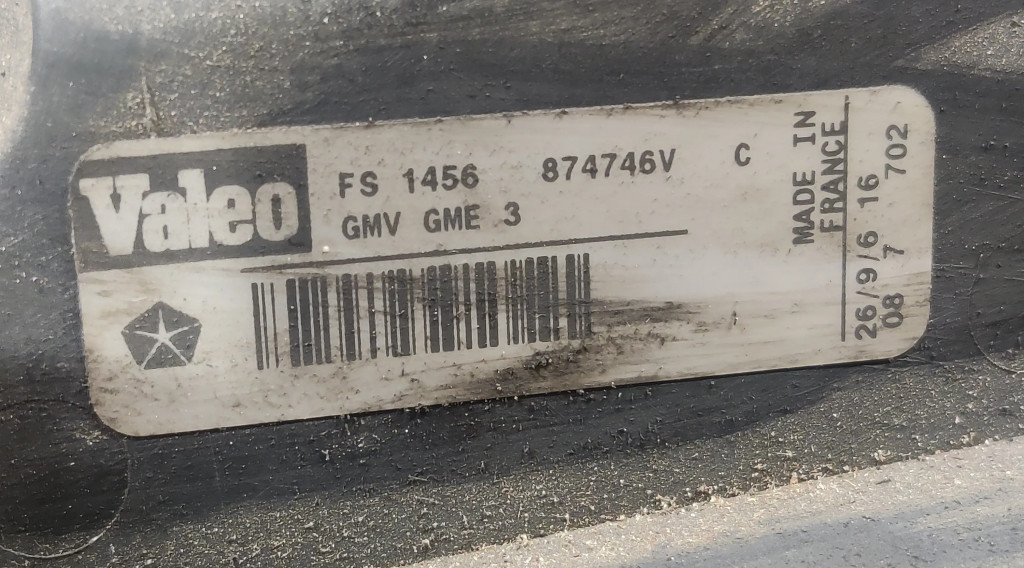 Valeo
FS 1456 874746V C
GMV GME 3
MADE IN
FRANCE
26/9/6 16
08 7 702